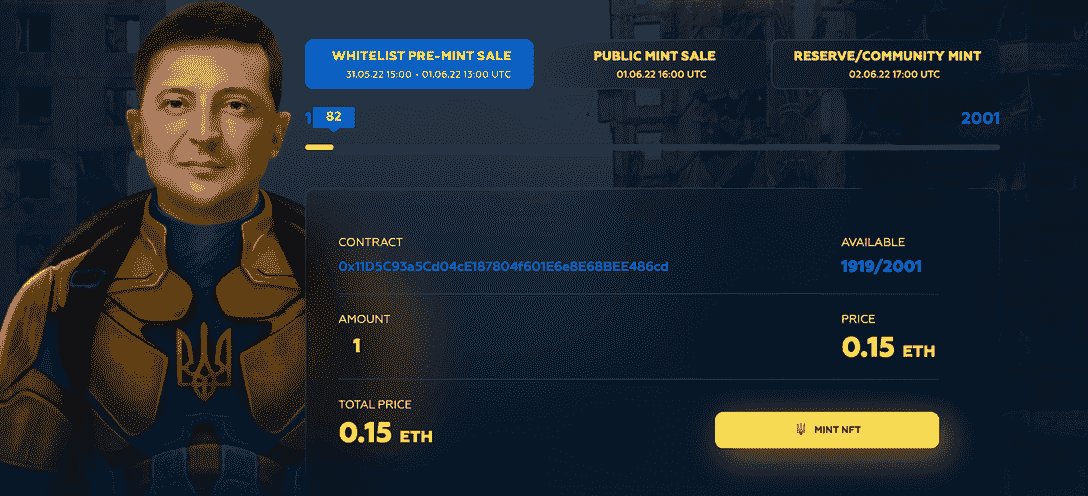 WHITELIST PRE-MINT SALE
31.05.22 15:00 - 01.06.22 13:00 UTC
PUBLIC MINT SALE
01.06.22 16:00 UTC
RESERVE/COMMUNITY MINT
02.06.22 17:00 UTC
1
82
2001
CONTRACT
0x11D5C93a5Cd04cE187804f601E6e8E68BEE486cd
AVAILABLE
1919/2001
AMOUNT
1
PRICE
0.15 ETH
TOTAL PRICE
0.15 ETH
MINT NFT